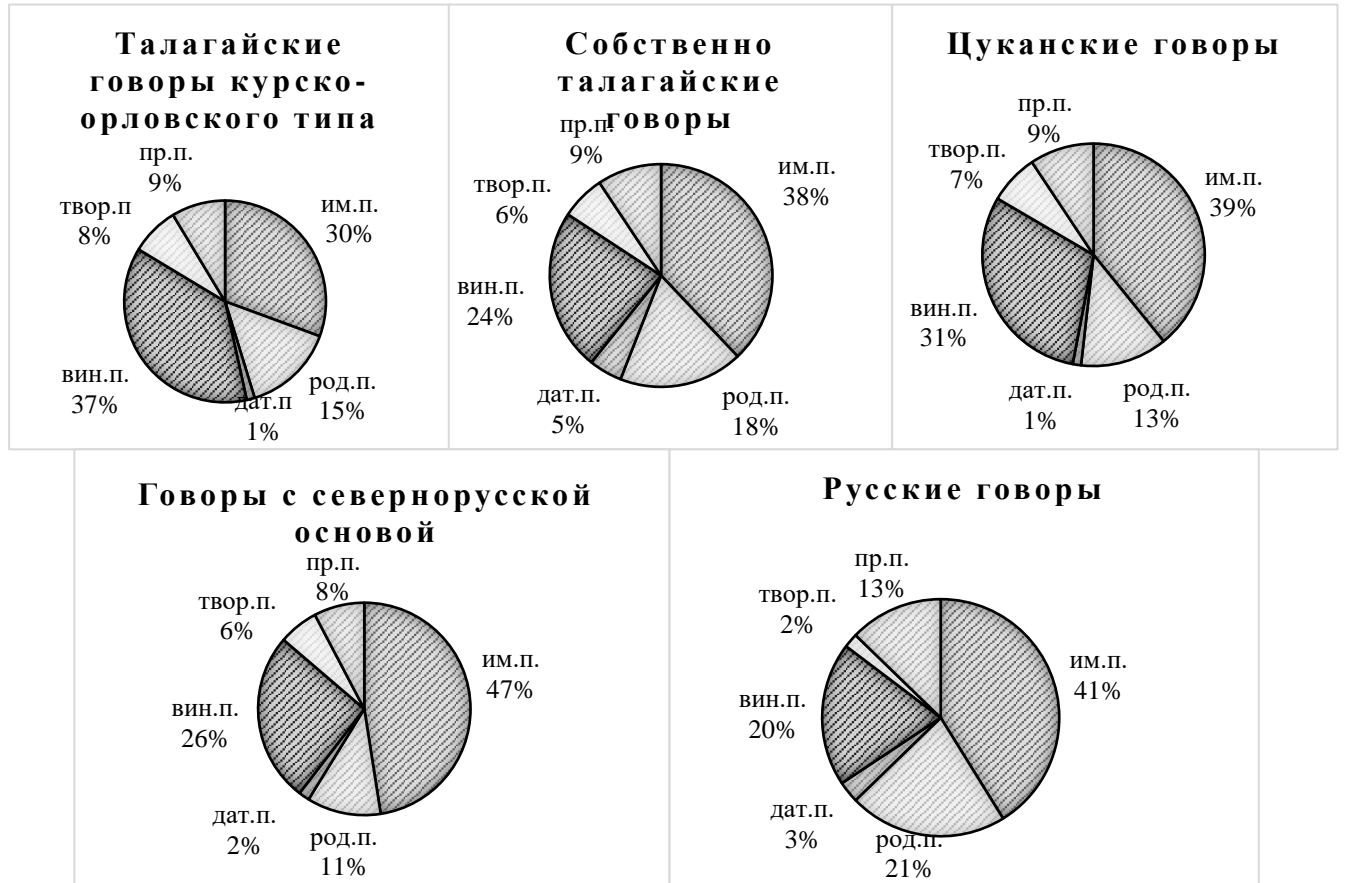 Талагайские
говоры курско-
орловского типа
пр.п.
9%
твор.п
8%
им.п.
30%
вин.п.
37%
дат.п
1%
род.п.
15%
Собственно
талагайские
говоры
пр.п.
9%
твор.п.
6%
им.п.
38%
вин.п.
24%
дат.п.
5%
род.п.
18%
Цуканские говоры
пр.п.
9%
твор.п.
7%
им.п.
39%
вин.п.
31%
дат.п.
1%
род.п.
13%
Говоры с севернорусской
основой
пр.п.
8%
твор.п.
6%
им.п.
47%
вин.п.
26%
дат.п.
2%
род.п.
11%
Русские говоры
пр.п.
13%
твор.п.
2%
им.п.
41%
вин.п.
20%
дат.п.
3%
род.п.
21%